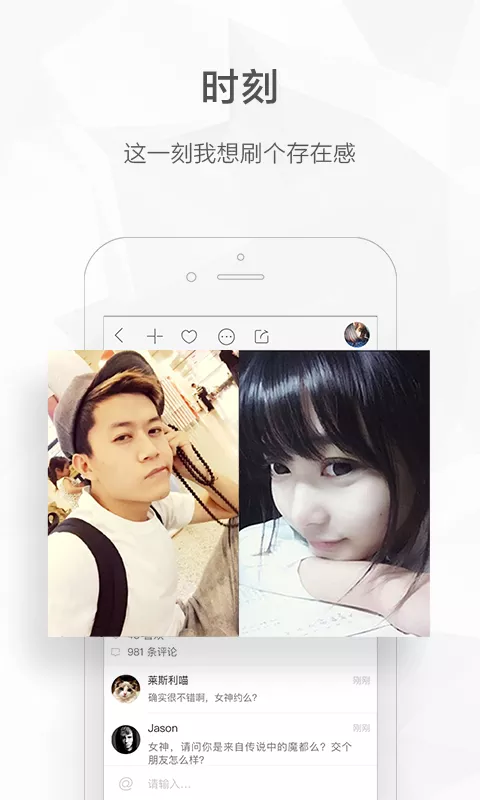 时刻
这一刻我想刷个存在感
981 条评论
莱斯利喵
刚刚
确实很不错啊，女神约么？
Jason
刚刚
女神，请问你是来自传说中的魔都么？交个
朋友怎么样？
@ 请输入...